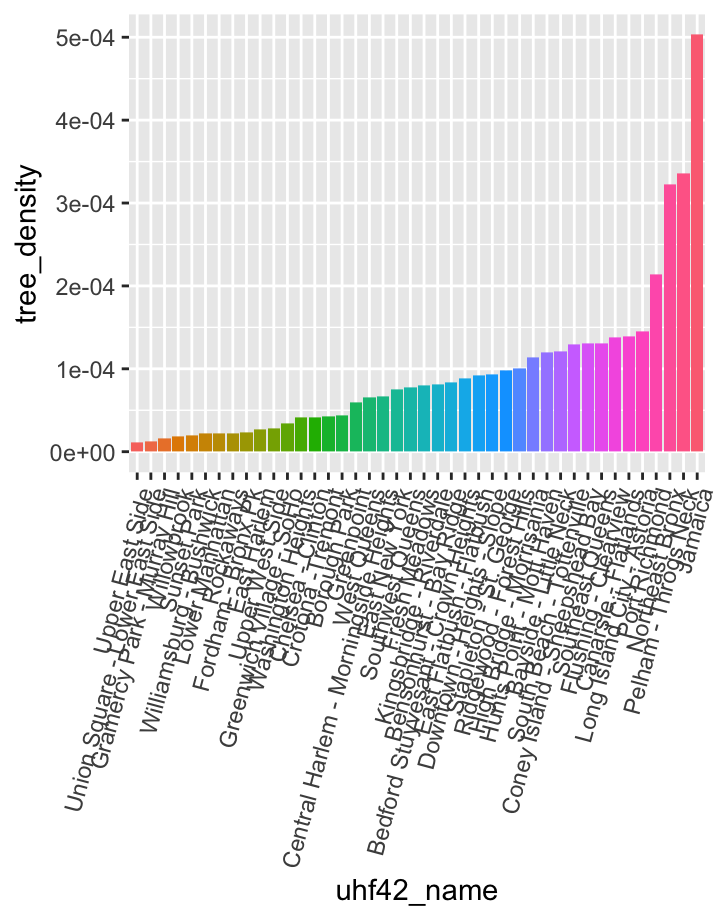 5e-04
4e-04
3e-04
2e-04
1e-04
0e+00
tree_density
Upper East Side
Union Square - Lower East Side
Gramercy Park - Murray Hill
Willowbrook
Sunset Park
Williamsburg - Bushwick
Lower Manhattan
Rockaways
Fordham - Bronx Pk
East Harlem
Upper West Side
Greenwich Village - SoHo
Washington Heights
Chelsea - Clinton
Crotona - Tremont
Borough Park
Greenpoint
West Queens
Central Harlem - Morningside Heights
East New York
Southwest Queens
Fresh Meadows
Kingsbridge - Riverdale
Bensonhurst - Bay Ridge
Bedford Stuyvesant - Crown Heights
East Flatbush - Flatbush
Downtown - Heights - Slope
Stapleton - St. George
Ridgewood - Forest Hills
High Bridge - Morrisania
Hunts Point - Mott Haven
Bayside - Little Neck
South Beach - Tottenville
Coney Island - Sheepshead Bay
Southeast Queens
Flushing - Clearview
Canarsie - Flatlands
Long Island City - Astoria
Port Richmond
Northeast Bronx
Pelham - Throgs Neck
Jamaica
uhf42_name